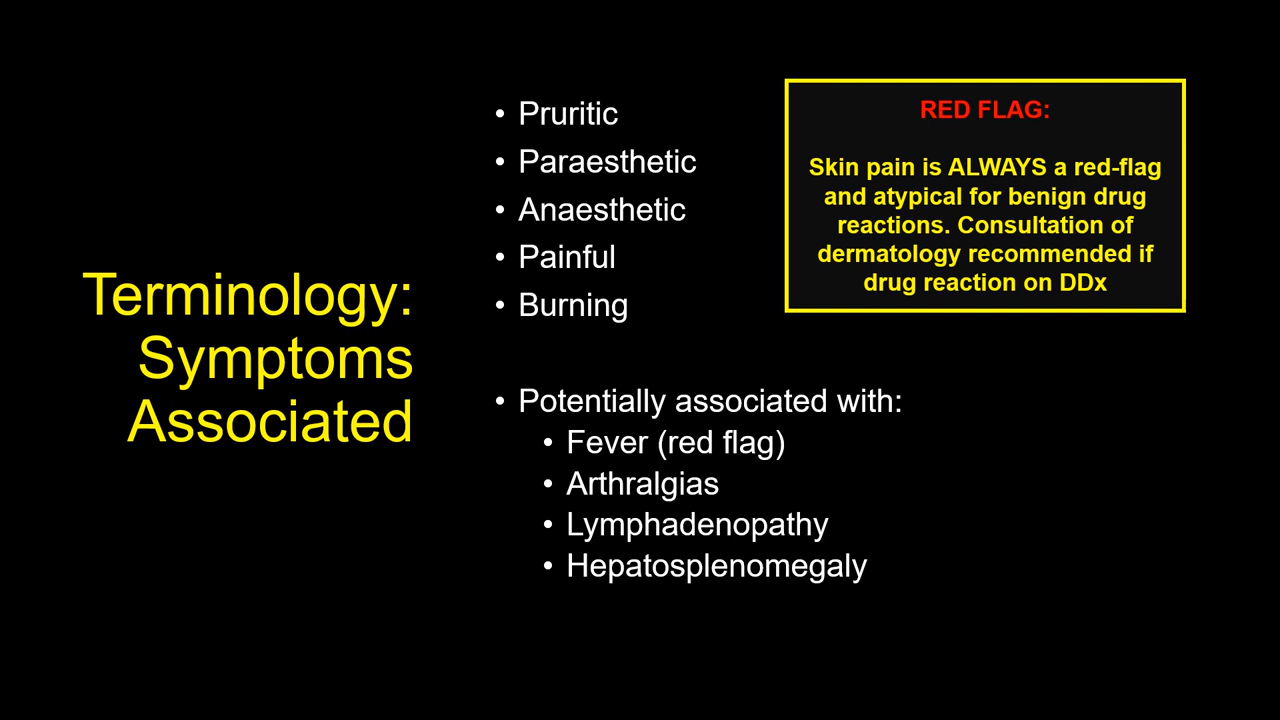 Terminology:
Symptoms
Associated
• Pruritic
• Paraesthetic
• Anaesthetic
• Painful
• Burning
• Potentially associated with:
• Fever (red flag)
• Arthralgias
• Lymphadenopathy
• Hepatosplenomegaly
RED FLAG:
Skin pain is ALWAYS a red-flag
and atypical for benign drug
reactions. Consultation of
dermatology recommended if
drug reaction on DDx